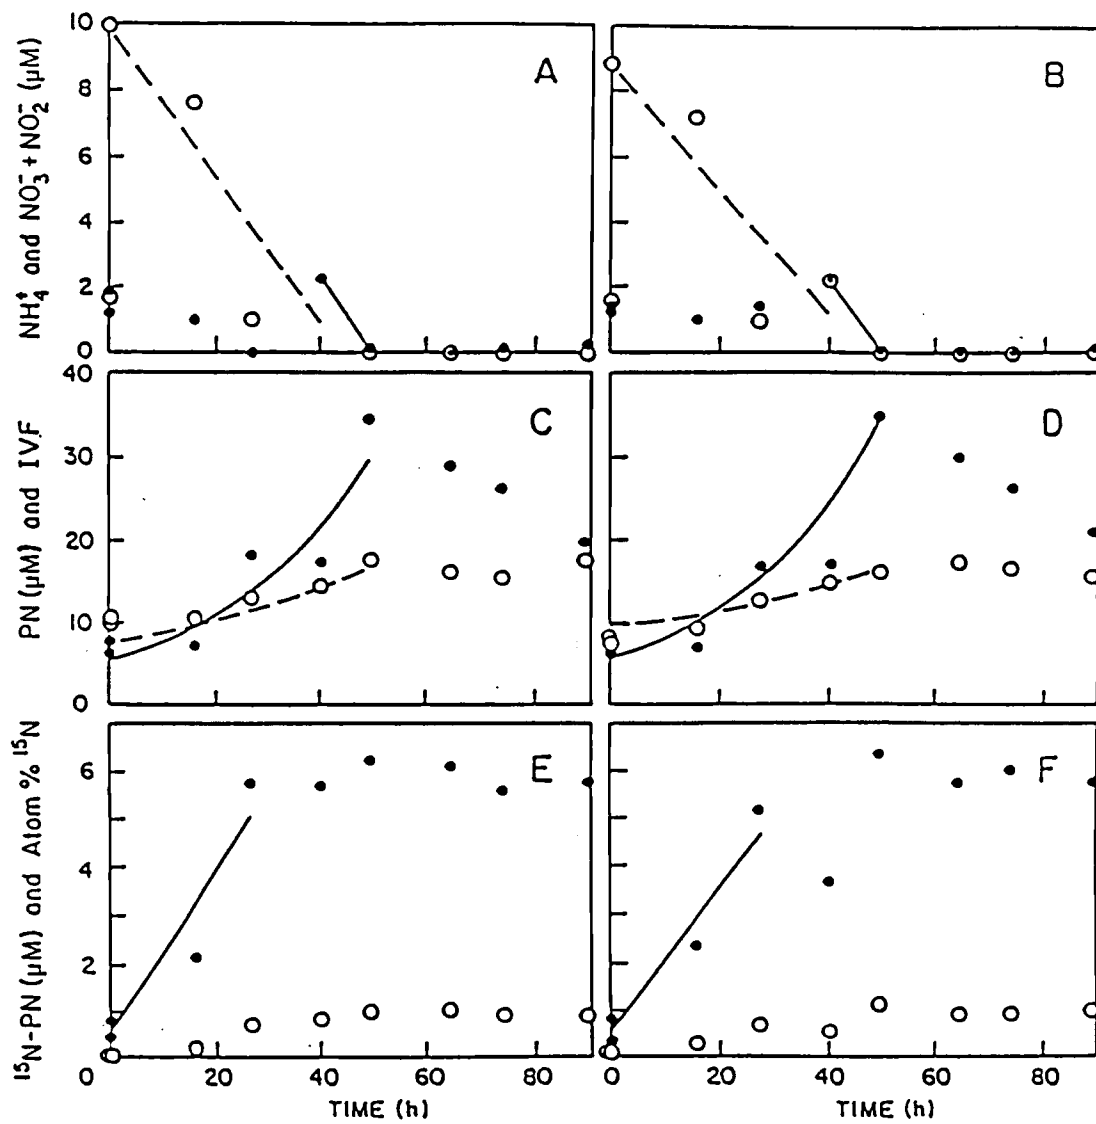 NH₄⁺ and NO₃⁻+NO₂⁻ (µM)
10
8
6
4
2
0
A
B
PN (µM) and IVF
40
30
20
10
0
C
D
¹⁵N-PN (µM) and Atom % ¹⁵N
6
4
2
E
F
0 20 40 60 80
0 20 40 60 80
TIME (h)
TIME (h)